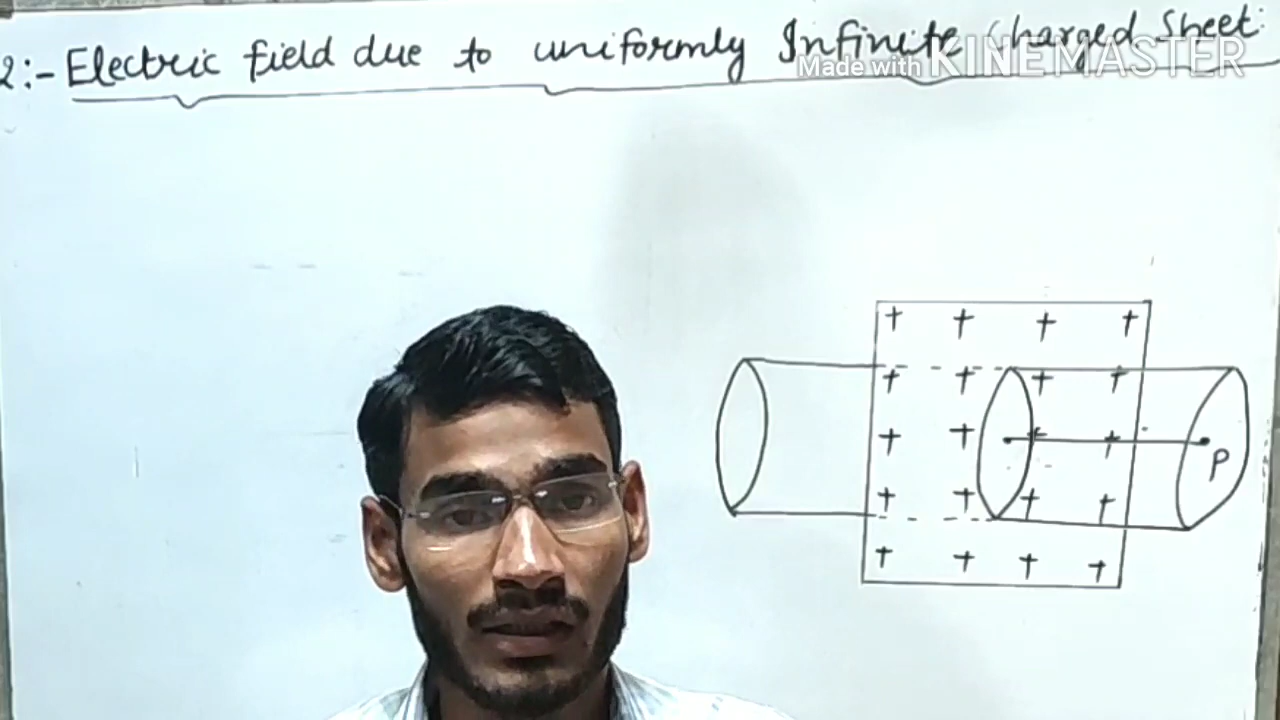 2:- Electric field due to uniformly Infinite Charged Sheet:
Made with KINEMASTER
+ + + +
+ + + +
+ + + +
P
+ + + +
+ + + +